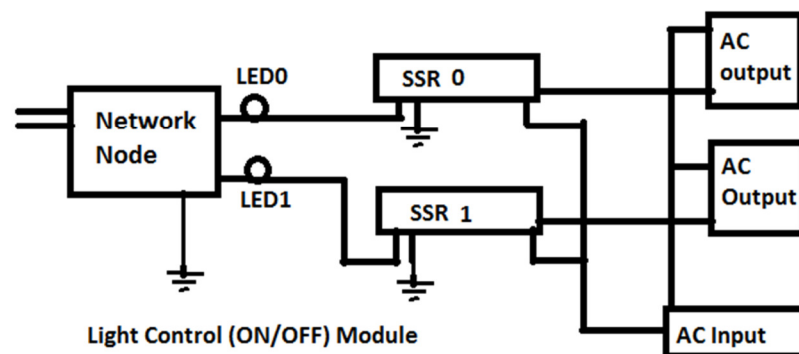 LED0
SSR 0
AC
output
Network
Node
LED1
SSR 1
AC
Output
Light Control (ON/OFF) Module
AC Input